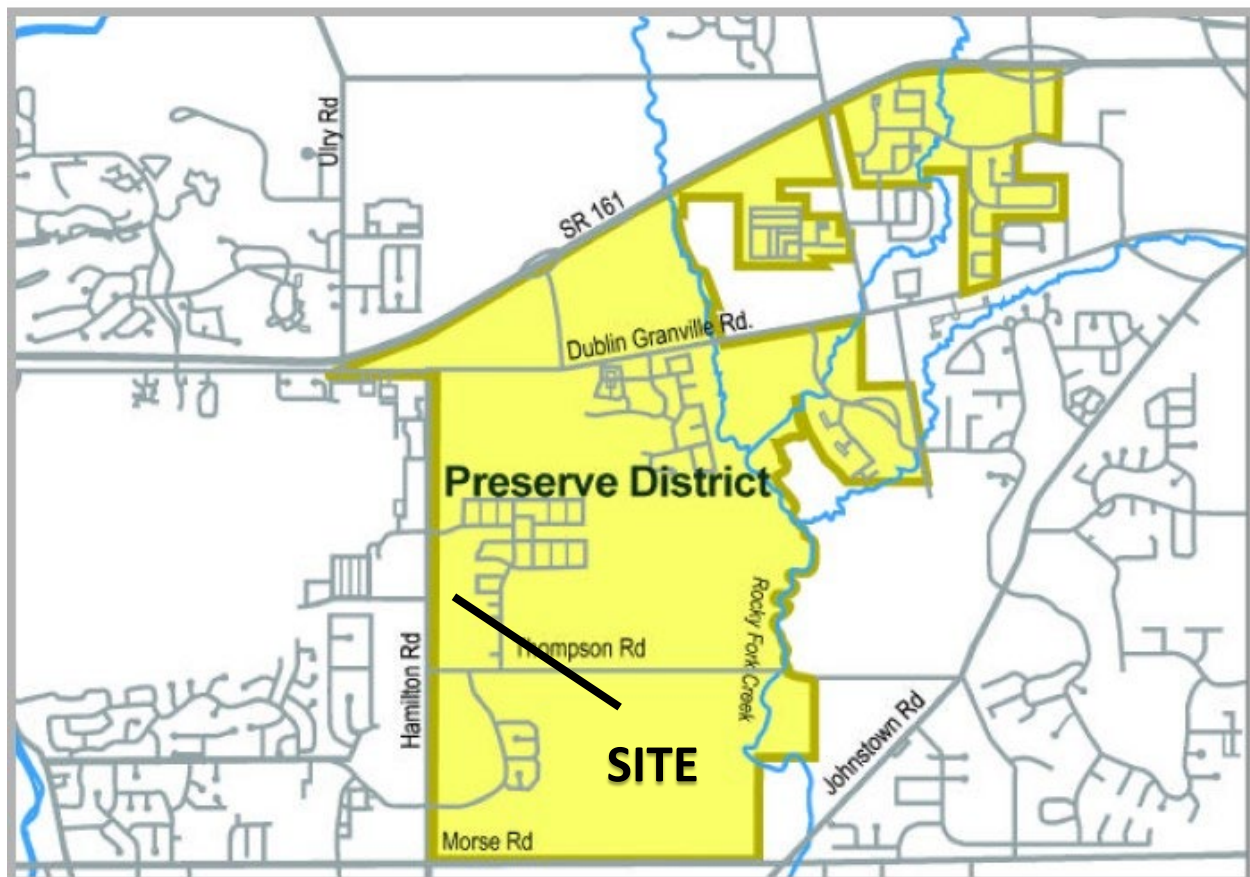 Ulry Rd
SR 161
Dublin Granville Rd.
Preserve District
Rocky Fork Creek
Thompson Rd
Hamilton Rd
SITE
Johnstown Rd
Morse Rd